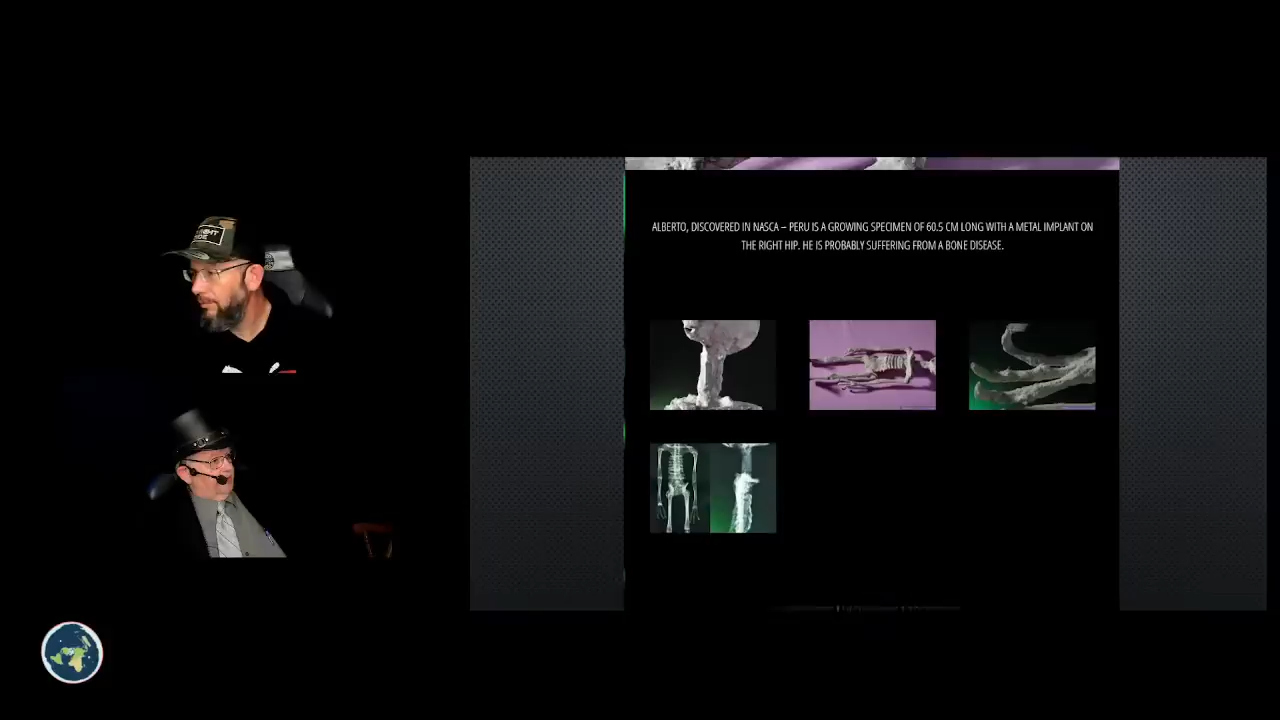 ALBERTO, DISCOVERED IN NASCA – PERU IS A GROWING SPECIMEN OF 60.5 CM LONG WITH A METAL IMPLANT ON
THE RIGHT HIP. HE IS PROBABLY SUFFERING FROM A BONE DISEASE.